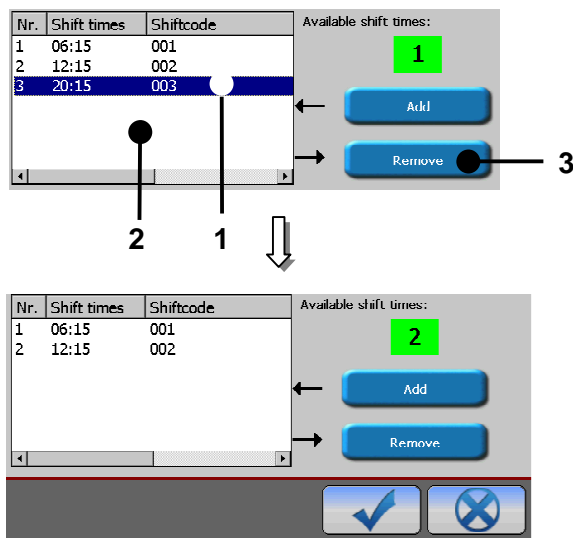 Nr. Shift times Shiftcode Available shift times:
1 06:15 001
1
2 12:15 002
3 20:15 003
Add
Remove
3
2 1
Nr. Shift times Shiftcode Available shift times:
1 06:15 001
2
2 12:15 002
Add
Remove